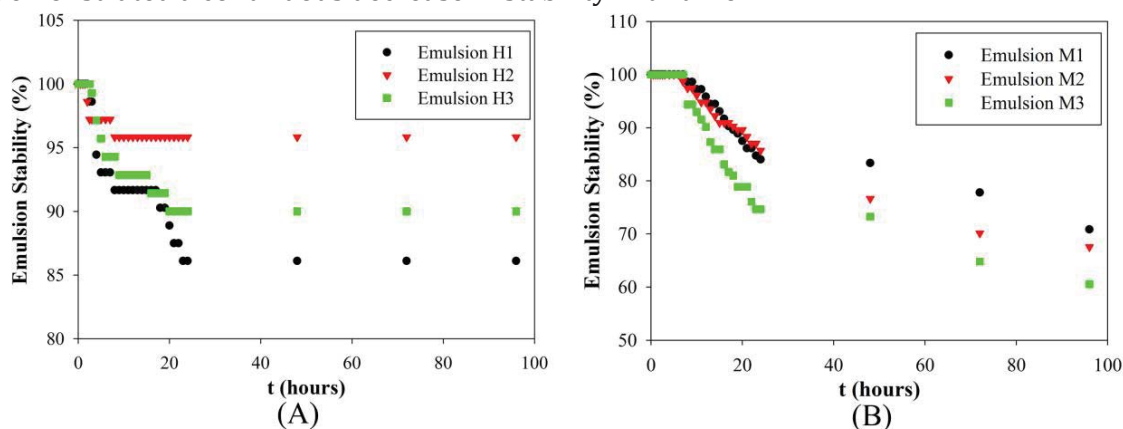 105
100
95
90
85
80
Emulsion Stability (%)
0
20
40
60
80
100
t (hours)
Emulsion H1
Emulsion H2
Emulsion H3
(A)
110
100
90
80
70
60
50
Emulsion Stability (%)
0
20
40
60
80
100
t (hours)
Emulsion M1
Emulsion M2
Emulsion M3
(B)